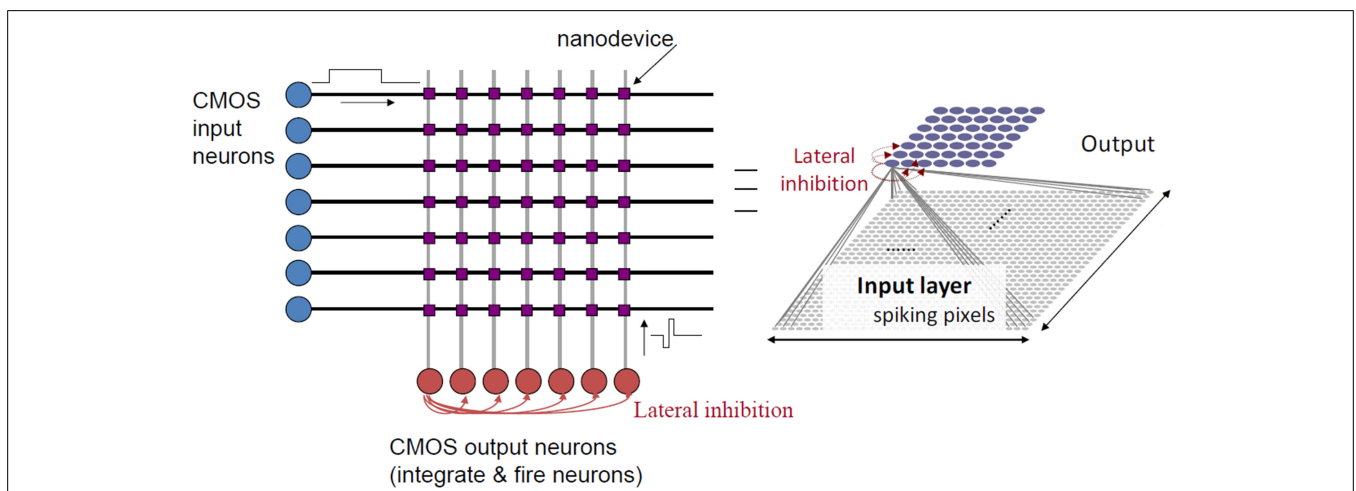 nanodevice
CMOS
input
neurons
Lateral inhibition
CMOS output neurons
(integrate & fire neurons)
Lateral
inhibition
Output
......
......
Input layer
spiking pixels